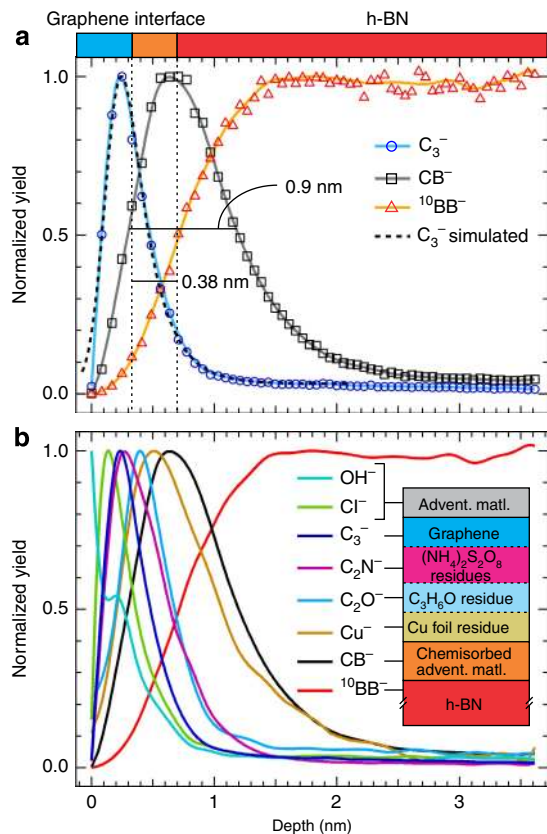 Graphene interface h-BN
a
Normalized yield
1.0
0.5
0.0
C₃⁻
CB⁻
¹⁰BB⁻
C₃⁻ simulated
0.9 nm
0.38 nm
b
Normalized yield
1.0
0.5
0.0
OH⁻
Cl⁻
C₃⁻
C₂N⁻
C₂O⁻
Cu⁻
CB⁻
¹⁰BB⁻
Advent. matl.
Graphene
(NH₄)₂S₂O₈
residues
C₃H₆O residue
Cu foil residue
Chemisorbed
advent. matl.
h-BN
0 1 2 3
Depth (nm)